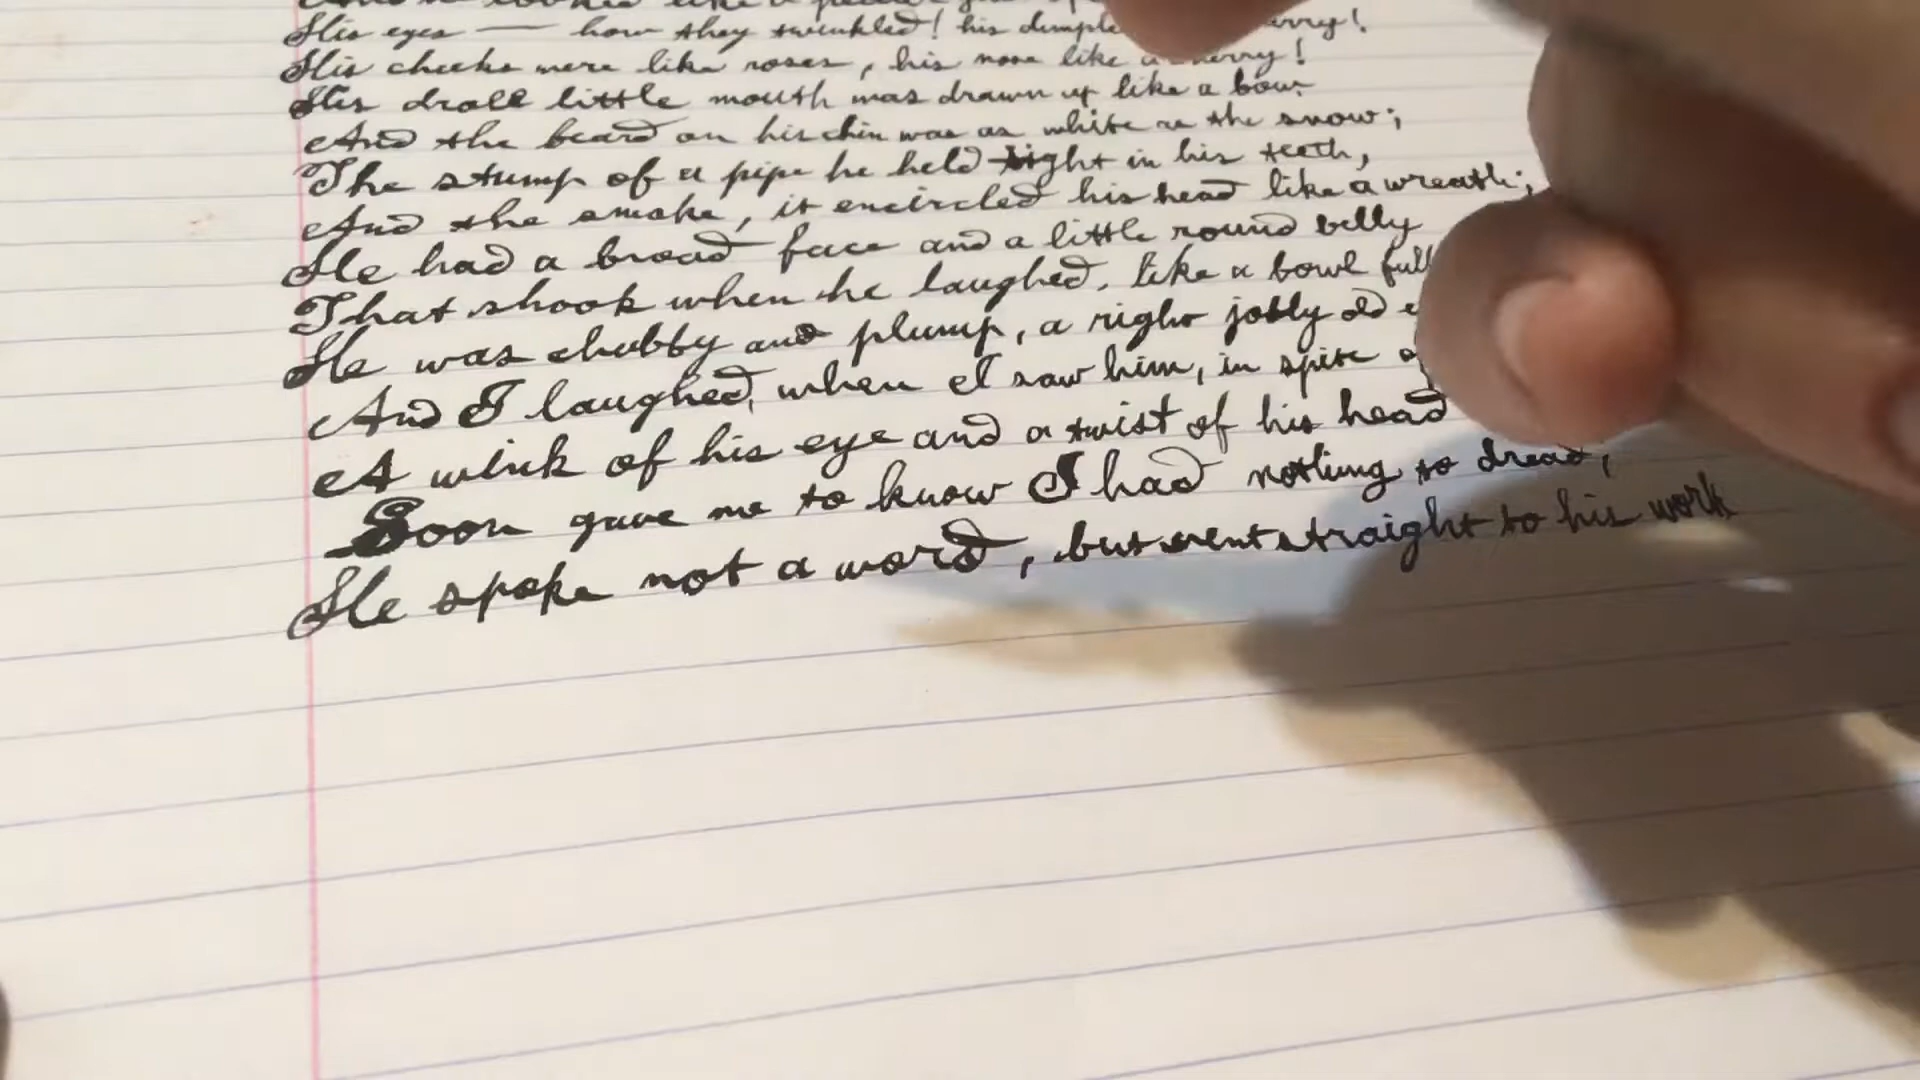 His eyes — how they twinkled! his dimple erry!
His cheeks were like roses, his nose like a herry!
His droll little mouth was drawn up like a bow
And the beard on his chin was as white as the snow;
The stump of a pipe he held tight in his teeth,
And the smoke, it encircled his head like a wreath;
He had a broad face and a little round belly
That shook when he laughed, like a bowl full
He was chubby and plump, a right jolly old e
And I laughed, when I saw him, in spite o
A wink of his eye and a twist of his head
Soon gave me to know I had nothing to dread;
He spoke not a word, but went straight to his work